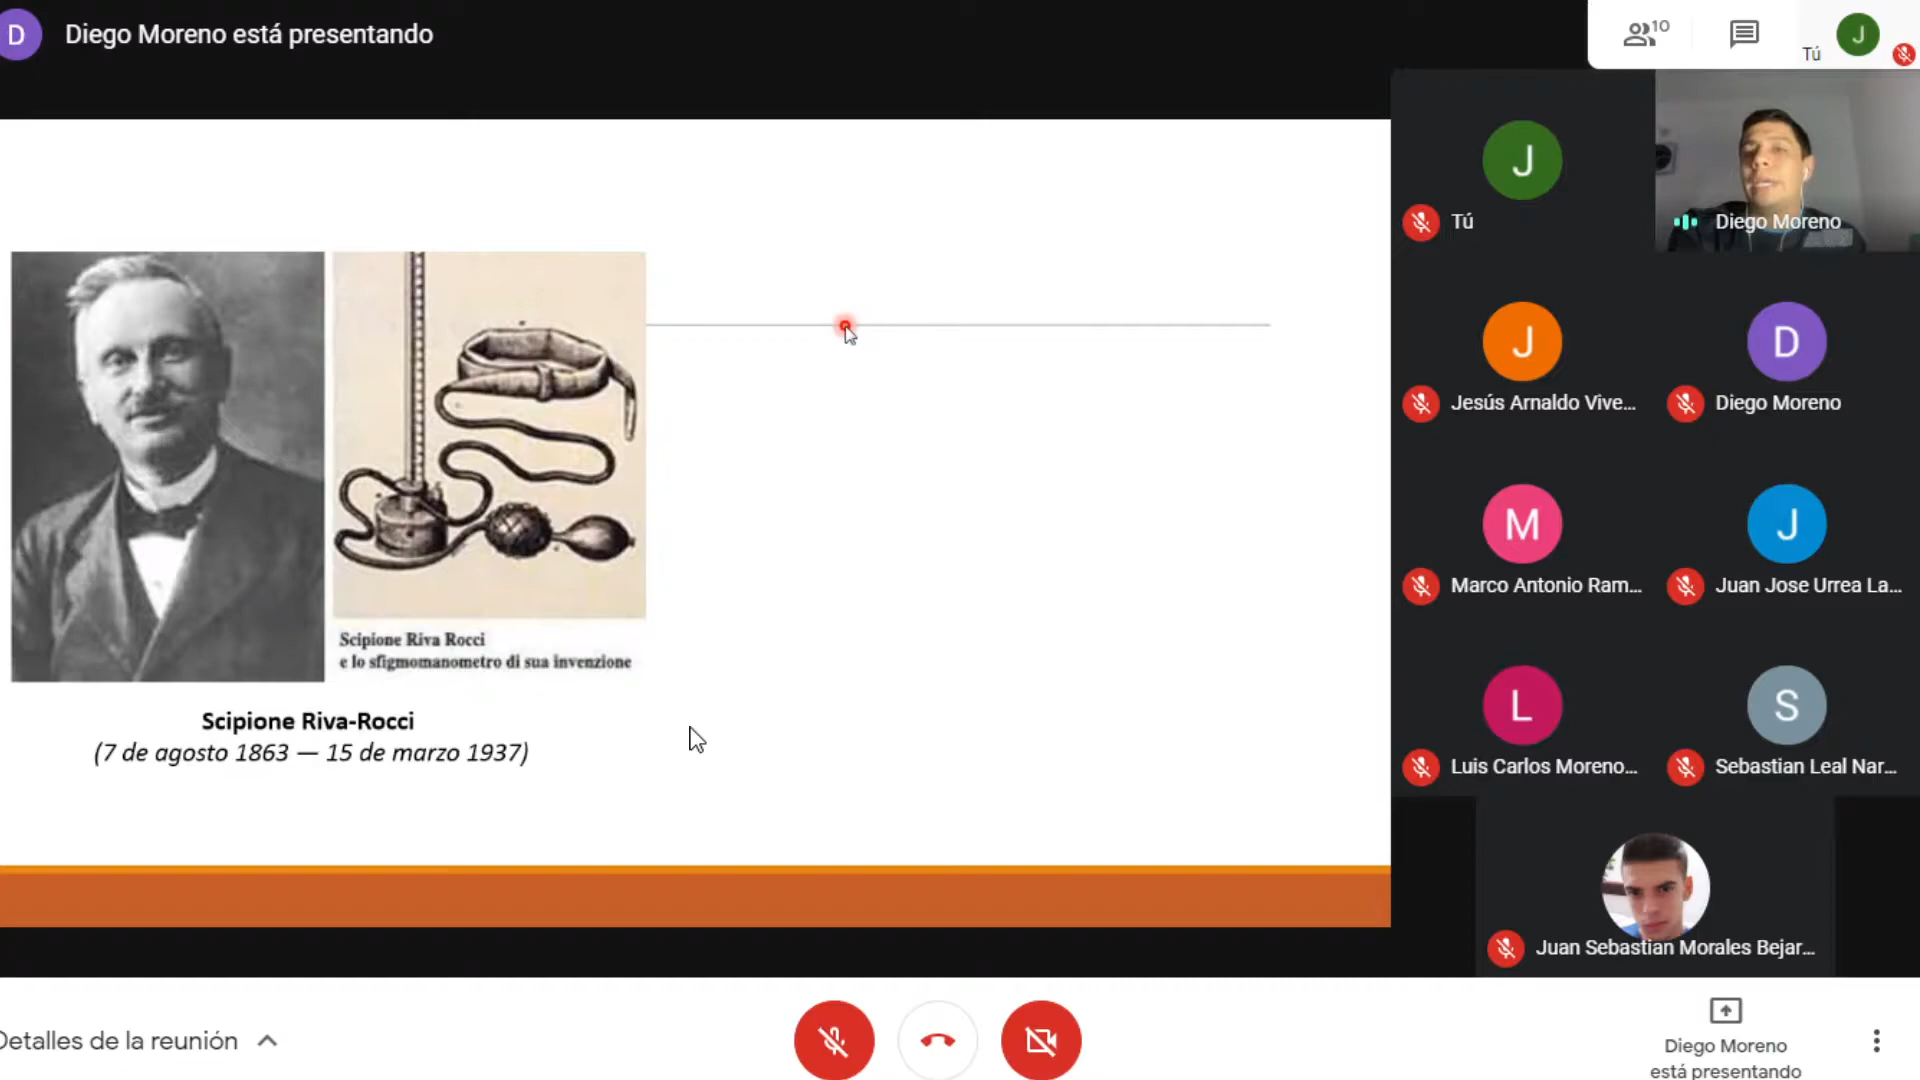 D
Diego Moreno está presentando
10
Tú
J
J
Tú
Diego Moreno
J
Jesús Arnaldo Vive...
D
Diego Moreno
M
Marco Antonio Ram...
J
Juan Jose Urrea La...
L
Luis Carlos Moreno...
S
Sebastian Leal Nar...
Juan Sebastian Morales Bejar...
Scipione Riva Rocci
e lo sfigmomanometro di sua invenzione
Scipione Riva-Rocci
(7 de agosto 1863 — 15 de marzo 1937)
Detalles de la reunión
Diego Moreno
está presentando